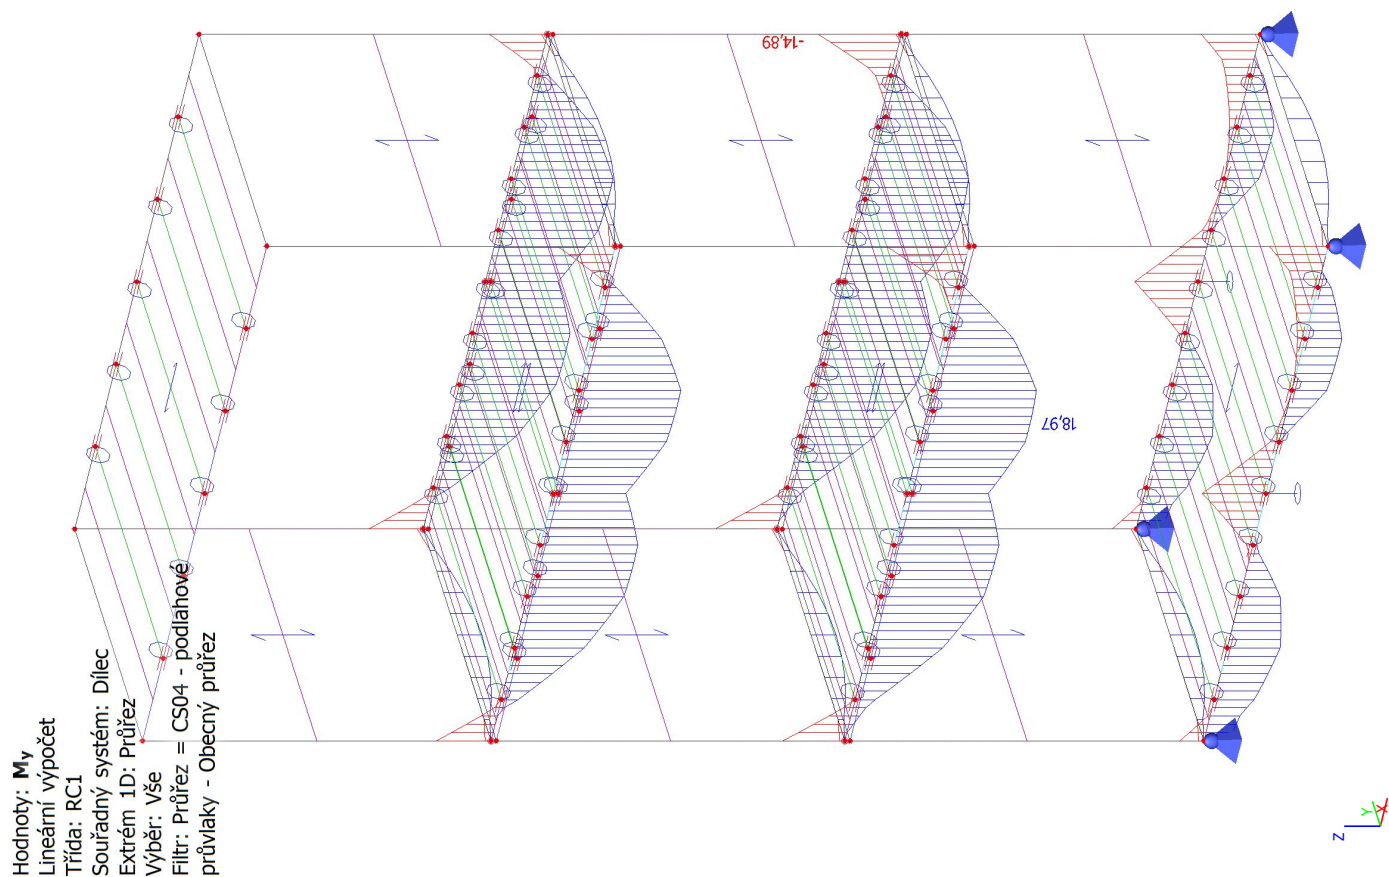 Hodnoty: My
Lineární výpočet
Třída: RC1
Souřadný systém: Dílec
Extrém 1D: Průřez
Výběr: Vše
Filtr: Průřez = CS04 - podlahové
průvlaky - Obecný průřez
-14,89
18,97
Z
Y
X